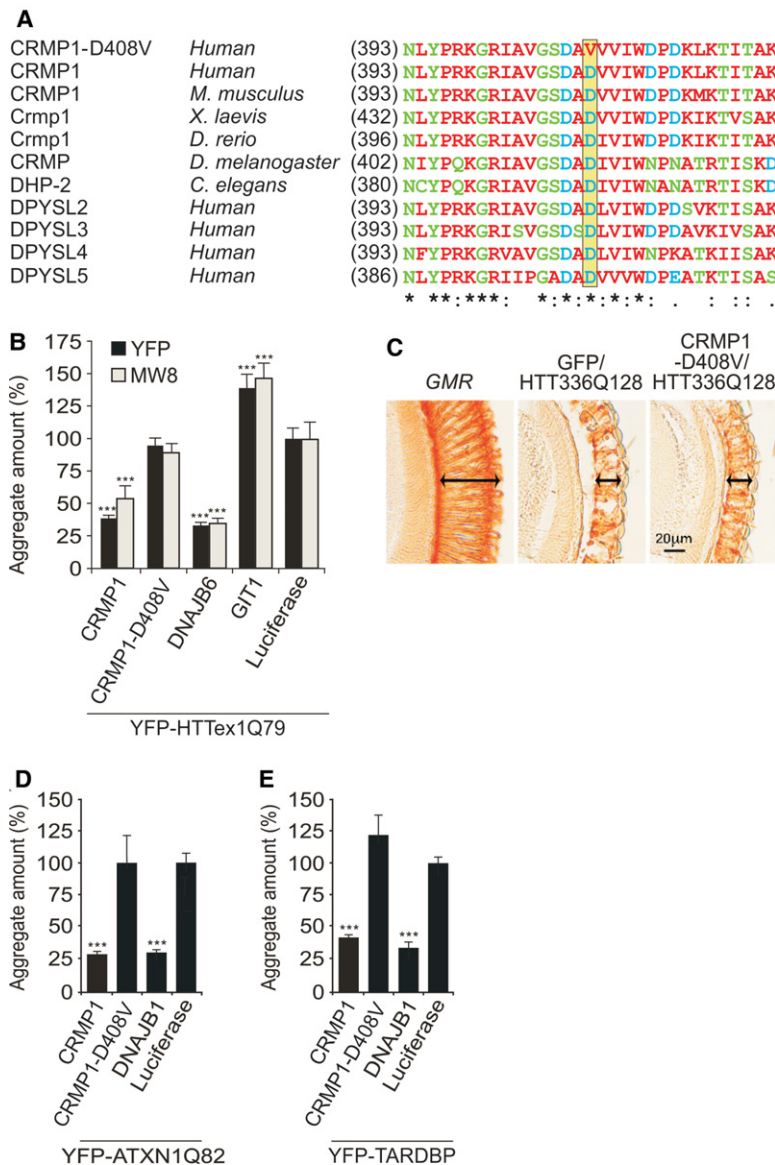 A
CRMP1-D408V Human (393) NLYPRKGRIAVGSDAVVVIWDPDKLKTITAK
CRMP1 Human (393) NLYPRKGRIAVGSDADVVIWDPDKLKTITAK
CRMP1 M. musculus (393) NLYPRKGRIAVGSDADVVIWDPDKMKTITAK
Crmp1 X. laevis (432) NLYPRKGRIAVGSDADVVIWDPDKIKTVSAK
Crmp1 D. rerio (396) NLYPRKGRIAVGSDADVVIWDPDKIKTITAK
CRMP D. melanogaster (402) NIYPQKGRIAVGSDADIVIWNPNATRTISKD
DHP-2 C. elegans (380) NCYPQKGRIAVGSDADIVIWNANATRTISKD
DPYSL2 Human (393) NLYPRKGRIAVGSDADLVIWDPDSVKTISAK
DPYSL3 Human (393) NLYPRKGRISVGSDSDLVIWDPDAVKIVSAK
DPYSL4 Human (393) NFYPRKGRVAVGSDADLVIWNPKATKIISAK
DPYSL5 Human (386) NLYPRKGRIIPGADADVVVWDPEATKTISAS
* **:***: *:*:*:*:* : . : :: .
B
YFP
MW8
Aggregate amount (%)
175
150
125
100
75
50
25
0
*** *** *** *** *** ***
CRMP1
CRMP1-D408V
DNAJB6
GIT1
Luciferase
YFP-HTTex1Q79
C
GMR
GFP/
HTT336Q128
CRMP1
-D408V/
HTT336Q128
20µm
D
Aggregate amount (%)
150
125
100
75
50
25
0
*** ***
CRMP1
CRMP1-D408V
DNAJB1
Luciferase
YFP-ATXN1Q82
E
Aggregate amount (%)
150
125
100
75
50
25
0
*** ***
CRMP1
CRMP1-D408V
DNAJB1
Luciferase
YFP-TARDBP